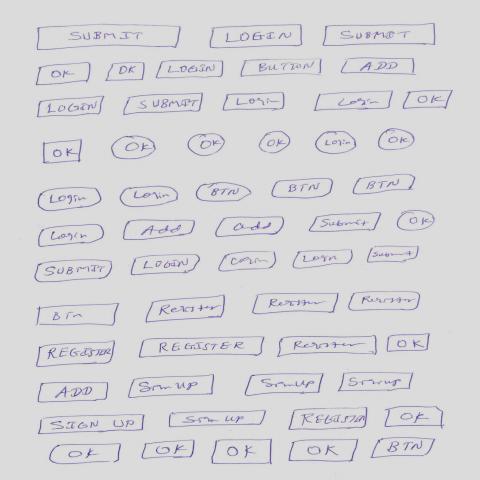 SUBMIT LOGIN SUBMIT
OK OK LOGIN BUTTON ADD
LOGIN SUBMIT Login Login OK
OK OK OK OK Login OK
Login Login BTN BTN BTN
Login Add add Submit OK
SUBMIT LOGIN Login Login Submit
Btn Register Register Register
REGISTER REGISTER Register OK
ADD SignUp SignUp Signup
SIGN UP Sign Up REGISTER OK
OK OK OK OK BTN